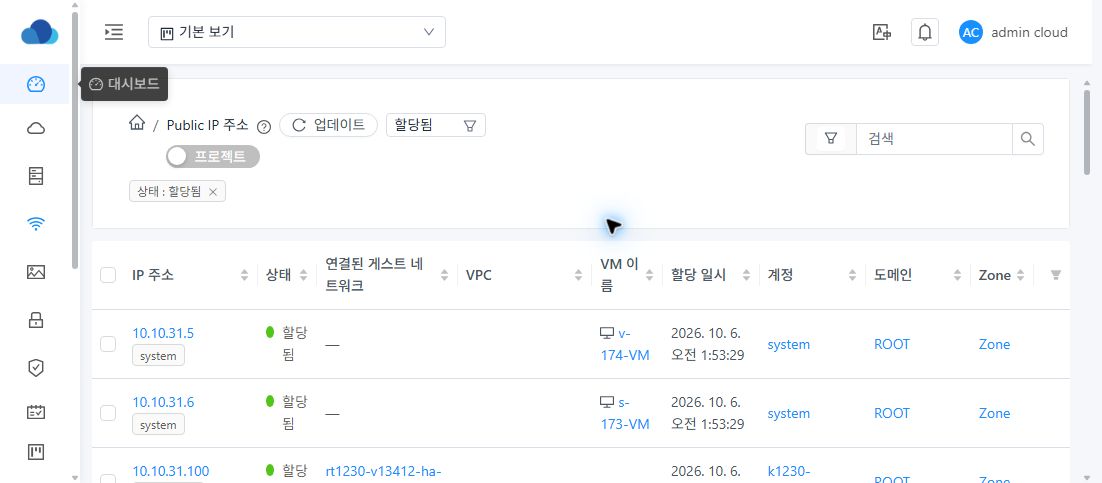 기본 보기
AC admin cloud
대시보드
/ Public IP 주소 업데이트 할당됨
검색
프로젝트
상태 : 할당됨
IP 주소 상태 연결된 게스트 네트워크 VPC VM 이름 할당 일시 계정 도메인 Zone
10.10.31.5 할당됨 — v-174-VM 2026. 10. 6. 오전 1:53:29 system ROOT Zone
system
10.10.31.6 할당됨 — s-173-VM 2026. 10. 6. 오전 1:53:29 system ROOT Zone
system
10.10.31.100 할당 rt1230-v13412-ha- 2026. 10. 6. k1230- ROOT Zone